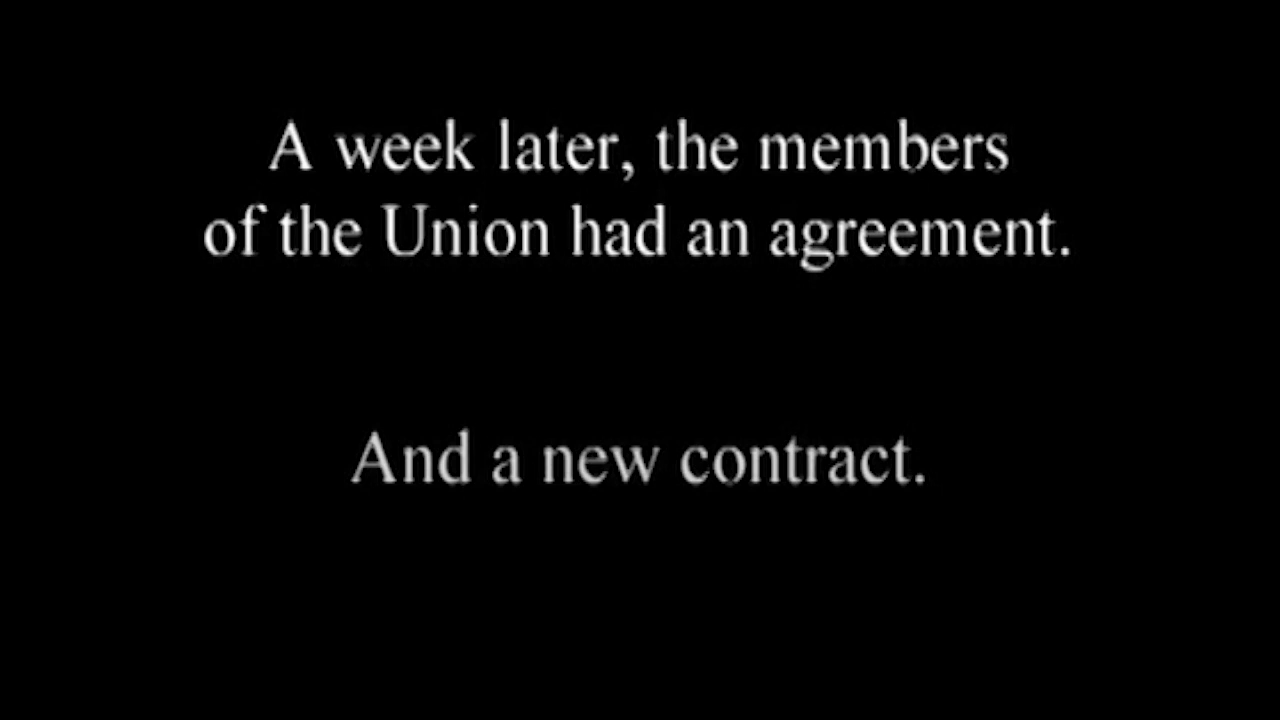 A week later, the members
of the Union had an agreement.
And a new contract.